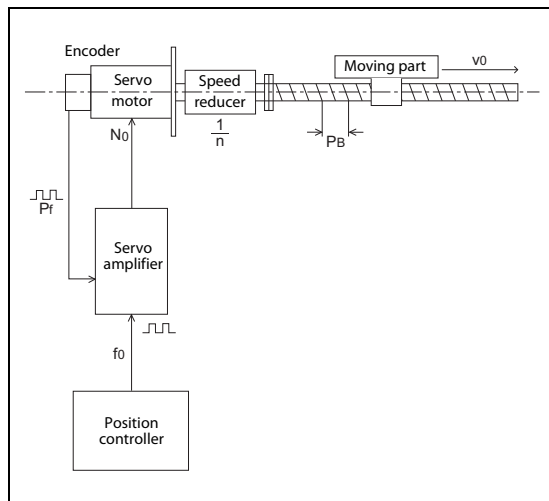 Encoder
Servo
motor
Speed
reducer
Moving part
v0
1
n
PB
N0
Pf
Servo
amplifier
f0
Position
controller